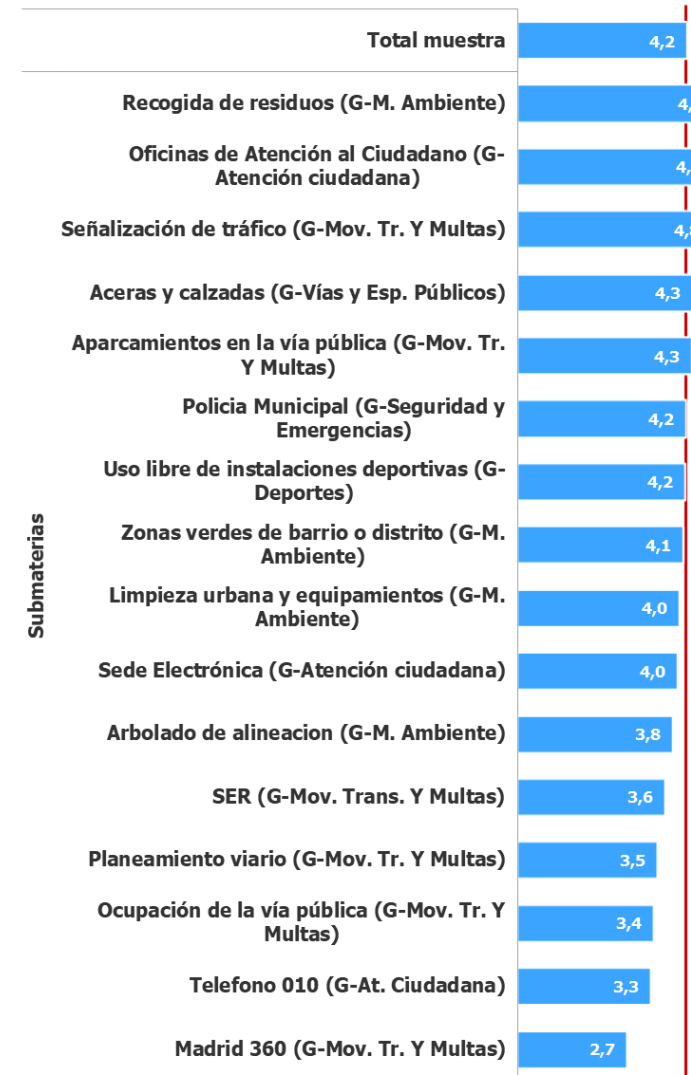 Total muestra
4,2
Recogida de residuos (G-M. Ambiente)
4,
Oficinas de Atención al Ciudadano (G-
Atención ciudadana)
4,
Señalización de tráfico (G-Mov. Tr. Y Multas)
4,8
Aceras y calzadas (G-Vías y Esp. Públicos)
4,3
Aparcamientos en la vía pública (G-Mov. Tr.
Y Multas)
4,3
Policia Municipal (G-Seguridad y
Emergencias)
4,2
Uso libre de instalaciones deportivas (G-
Deportes)
4,2
Zonas verdes de barrio o distrito (G-M.
Ambiente)
4,1
Submaterias
Limpieza urbana y equipamientos (G-M.
Ambiente)
4,0
Sede Electrónica (G-Atención ciudadana)
4,0
Arbolado de alineacion (G-M. Ambiente)
3,8
SER (G-Mov. Trans. Y Multas)
3,6
Planeamiento viario (G-Mov. Tr. Y Multas)
3,5
Ocupación de la vía pública (G-Mov. Tr. Y
Multas)
3,4
Telefono 010 (G-At. Ciudadana)
3,3
Madrid 360 (G-Mov. Tr. Y Multas)
2,7